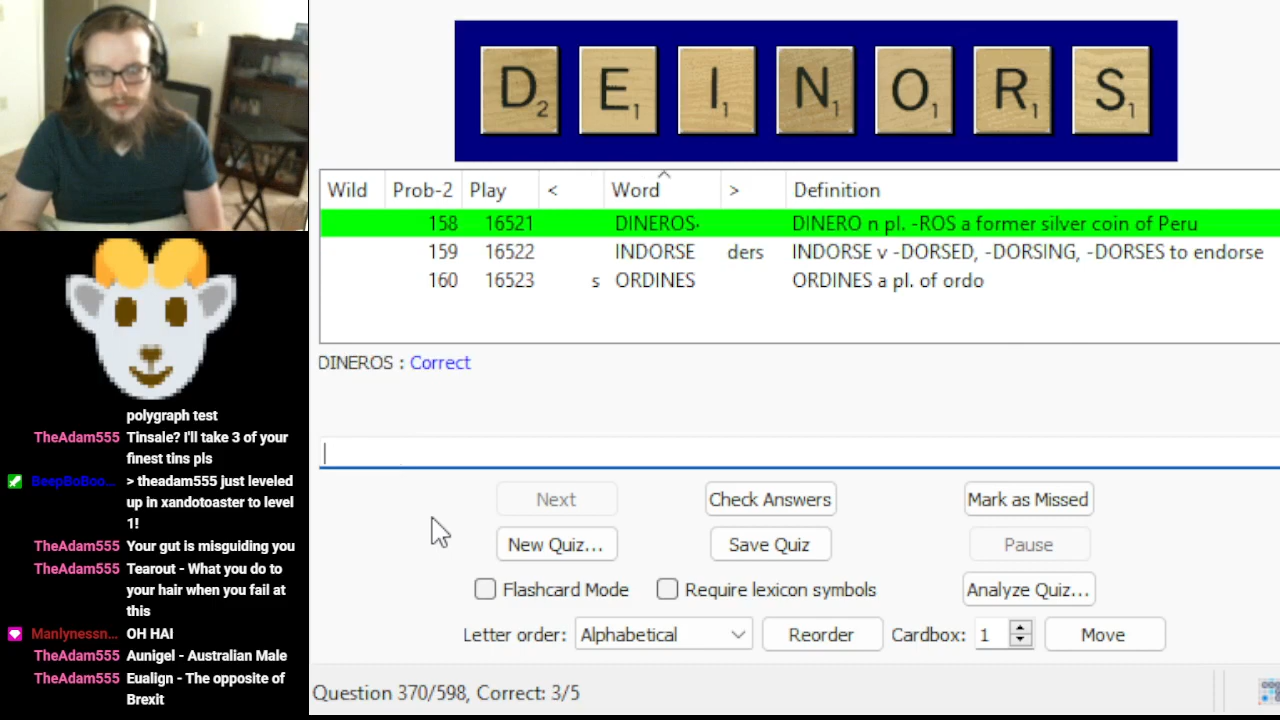 D2 E1 I1 N1 O1 R1 S1
Wild Prob-2 Play < Word > Definition
158 16521 DINEROS· DINERO n pl. -ROS a former silver coin of Peru
159 16522 INDORSE ders INDORSE v -DORSED, -DORSING, -DORSES to endorse
160 16523 s ORDINES ORDINES a pl. of ordo
DINEROS : Correct
Next Check Answers Mark as Missed
New Quiz... Save Quiz Pause
Flashcard Mode Require lexicon symbols Analyze Quiz...
Letter order: Alphabetical Reorder Cardbox: 1 Move
Question 370/598, Correct: 3/5
polygraph test
TheAdam555 Tinsale? I'll take 3 of your
finest tins pls
BeepBoBoo... > theadam555 just leveled
up in xandotoaster to level
1!
TheAdam555 Your gut is misguiding you
TheAdam555 Tearout - What you do to
your hair when you fail at
this
Manlynessn... OH HAI
TheAdam555 Aunigel - Australian Male
TheAdam555 Eualign - The opposite of
Brexit